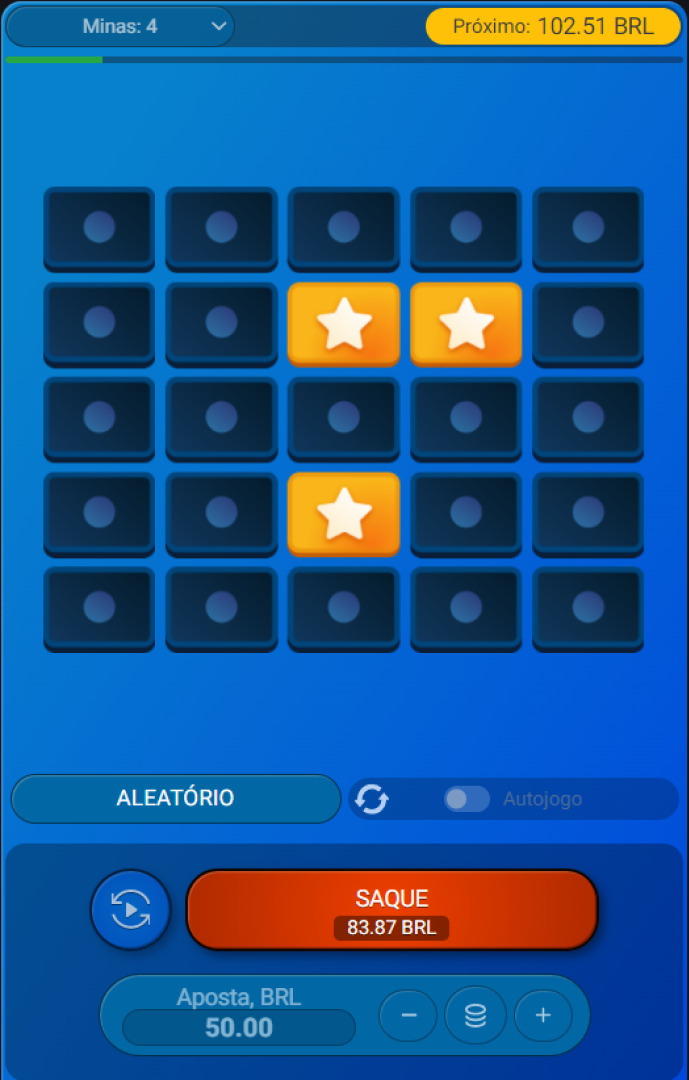 Minas: 4
Próximo: 102.51 BRL
ALEATÓRIO
Autojogo
SAQUE
83.87 BRL
Aposta, BRL
50.00